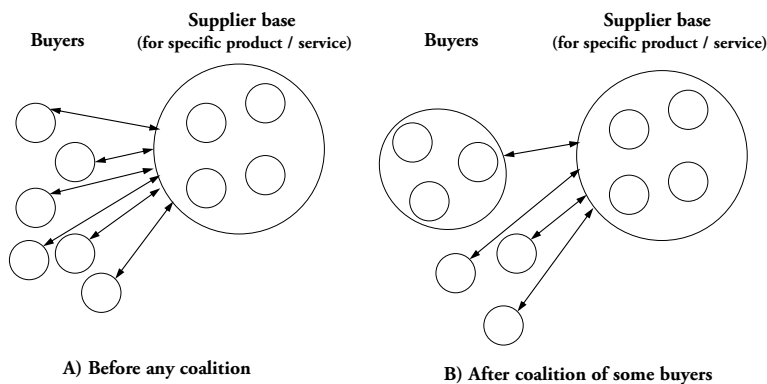 Buyers
Supplier base
(for specific product / service)
Buyers
Supplier base
(for specific product / service)
A) Before any coalition
B) After coalition of some buyers